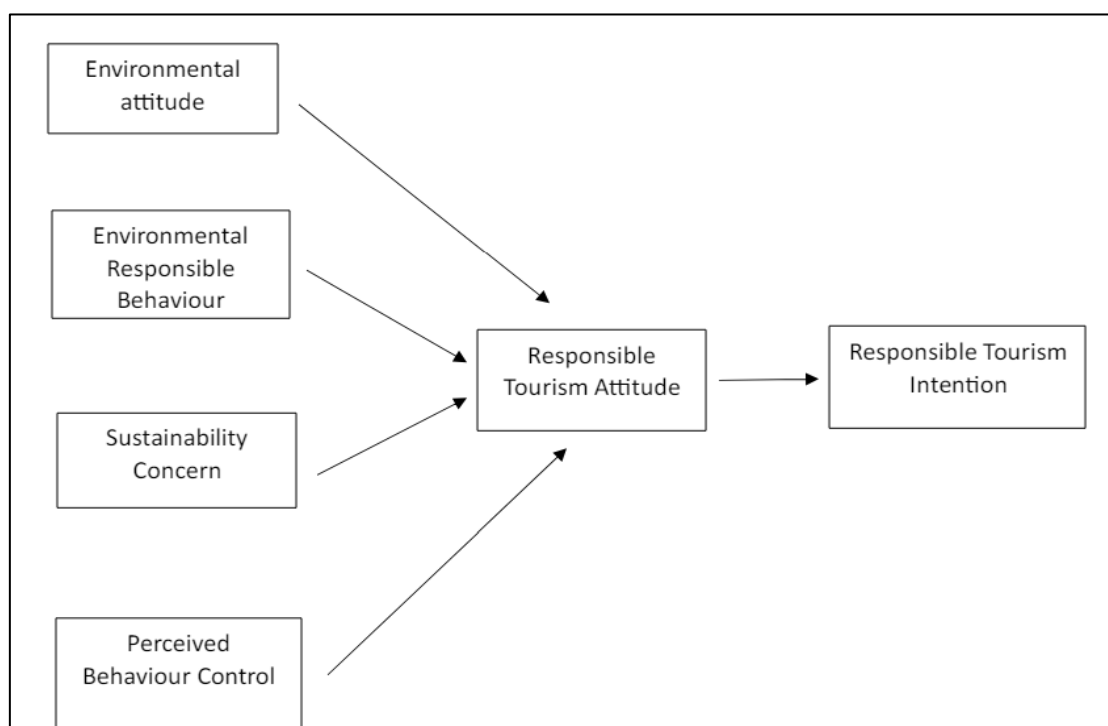 Environmental
attitude
Environmental
Responsible
Behaviour
Sustainability
Concern
Perceived
Behaviour Control
Responsible
Tourism Attitude
Responsible Tourism
Intention